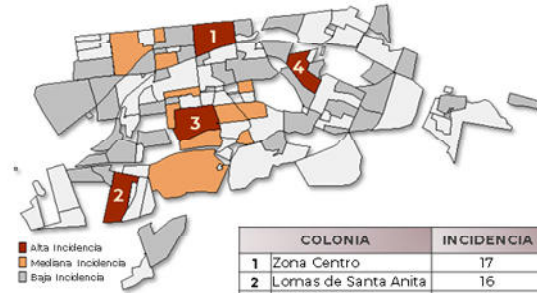 1
4
3
2
Alta Incidencia
Mediana Incidencia
Baja Incidencia
COLONIA INCIDENCIA
1 Zona Centro 17
2 Lomas de Santa Anita 16